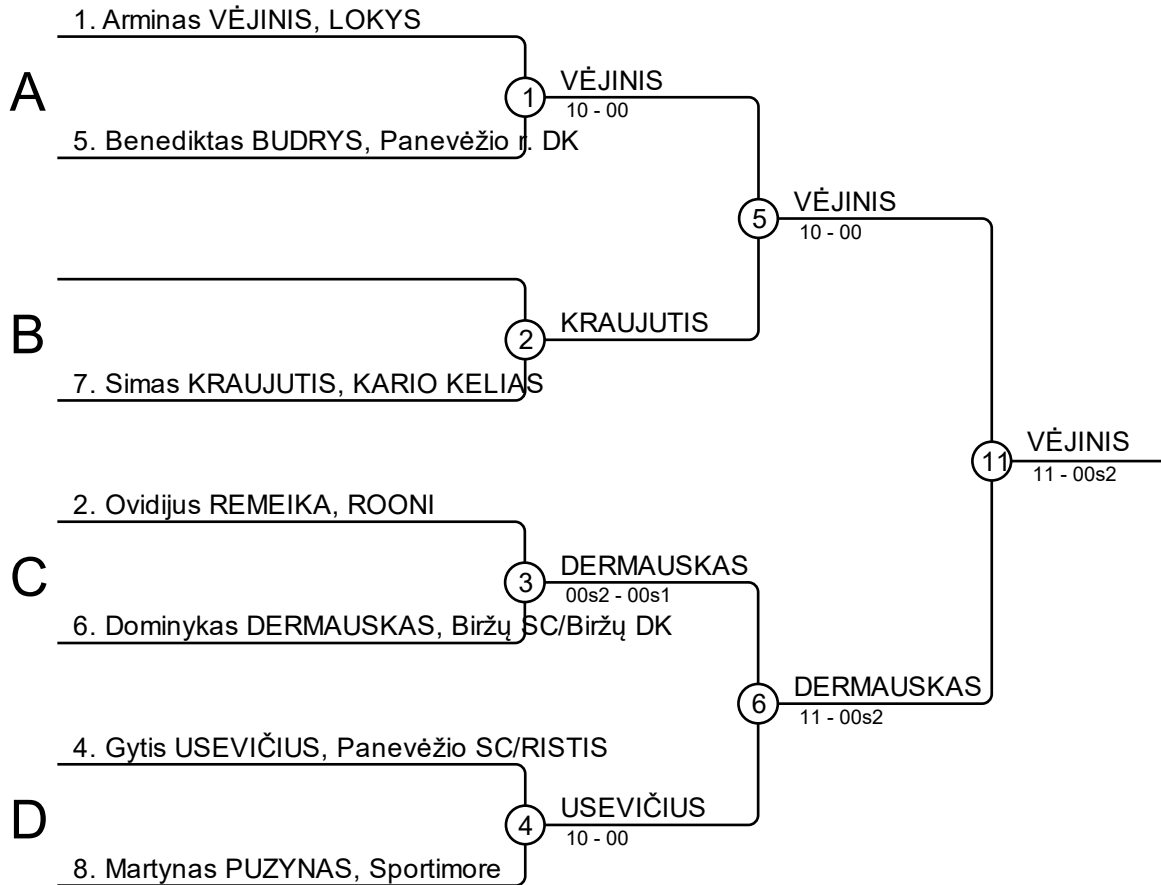 1. Arminas VĖJINIS, LOKYS
A
1
VĖJINIS
10 - 00
5. Benediktas BUDRYS, Panevėžio r. DK
5
VĖJINIS
10 - 00
B
2
KRAUJUTIS
7. Simas KRAUJUTIS, KARIO KELIAS
11
VĖJINIS
11 - 00s2
2. Ovidijus REMEIKA, ROONI
C
3
DERMAUSKAS
00s2 - 00s1
6. Dominykas DERMAUSKAS, Biržų SC/Biržų DK
6
DERMAUSKAS
11 - 00s2
4. Gytis USEVIČIUS, Panevėžio SC/RISTIS
D
4
USEVIČIUS
10 - 00
8. Martynas PUZYNAS, Sportimore